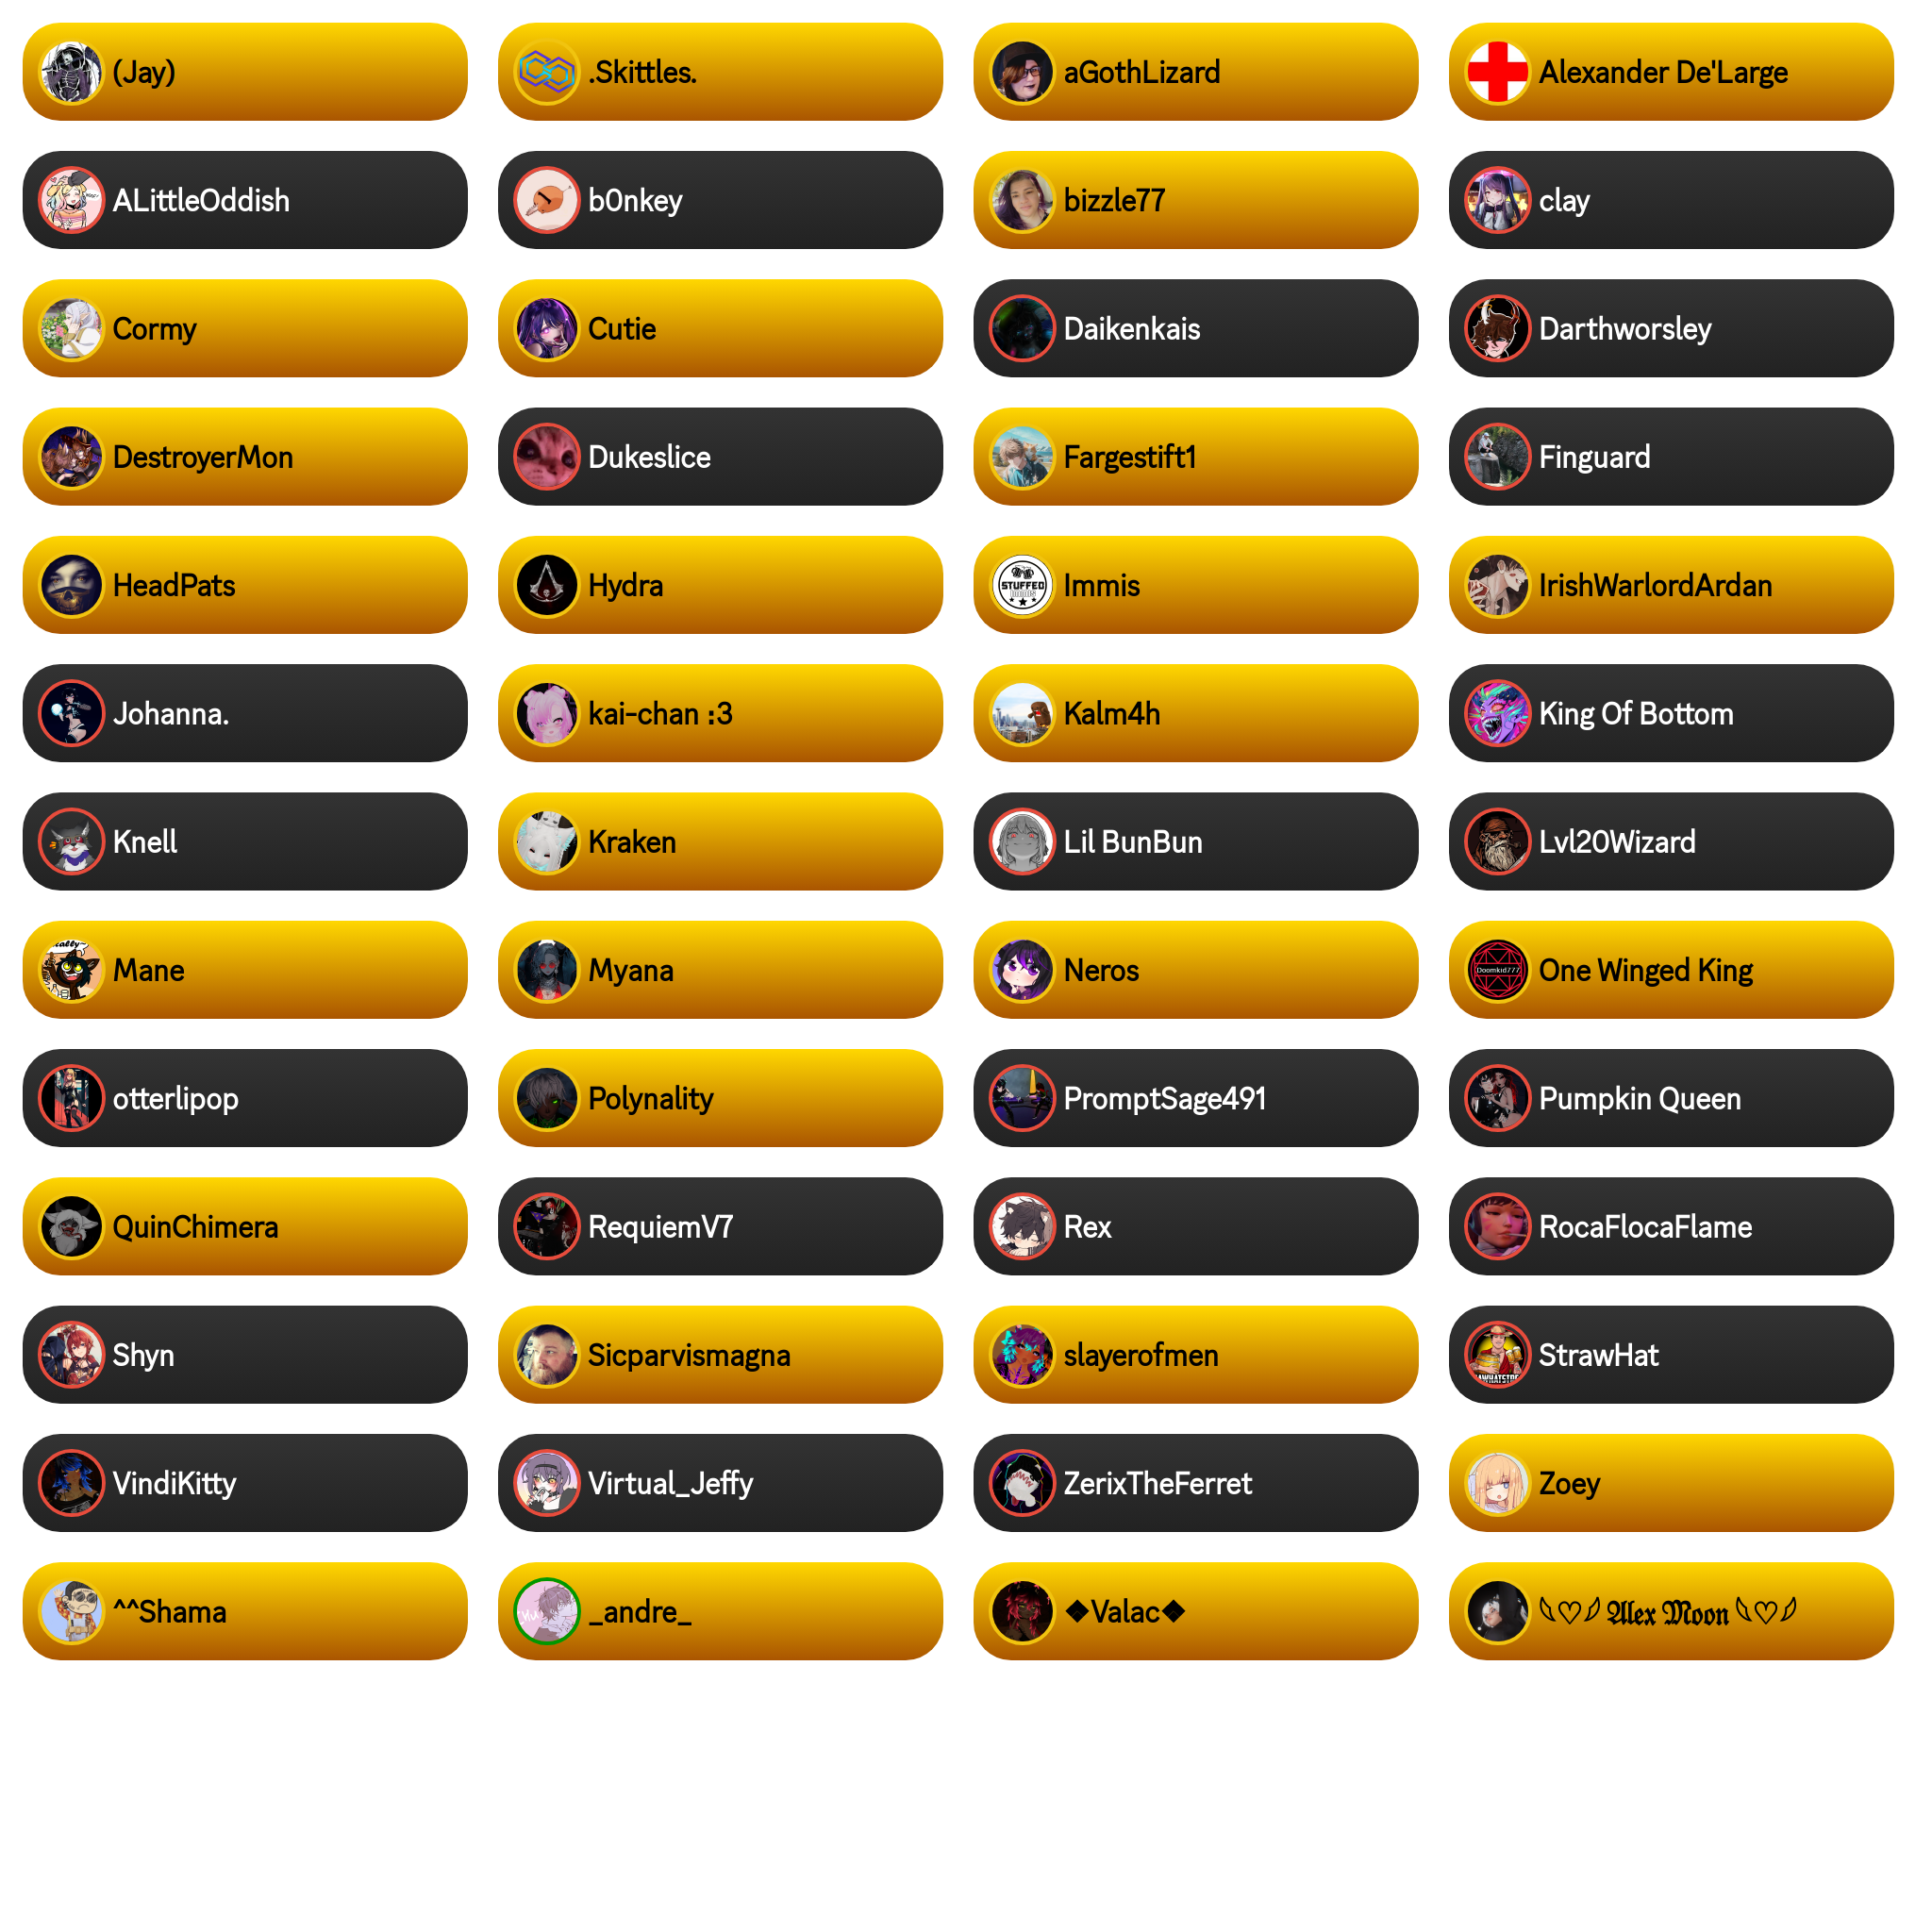 (Jay) .Skittles. aGothLizard Alexander De'Large
ALittleOddish b0nkey bizzle77 clay
Cormy Cutie Daikenkais Darthworsley
DestroyerMon Dukeslice Fargestift1 Finguard
HeadPats Hydra STUFFED Immis IrishWarlordArdan
Johanna. kai-chan :3 Kalm4h King Of Bottom
Knell Kraken Lil BunBun Lvl20Wizard
Mane Myana Neros Doomkid777 One Winged King
otterlipop Polynality PromptSage491 Pumpkin Queen
QuinChimera RequiemV7 Rex RocaFlocaFlame
Shyn Sicparvismagna slayerofmen StrawHat
VindiKitty Virtual_Jeffy ZerixTheFerret Zoey
^^Shama _andre_ ❖Valac❖ 𓆩♡𓆪 𝕬𝖑𝖊𝖝 𝕸𝖔𝖔𝖓 𓆩♡𓆪